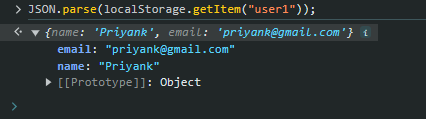 > JSON.parse(localStorage.getItem("user1"));
▼ {name: 'Priyank', email: 'priyank@gmail.com'} i
email: "priyank@gmail.com"
name: "Priyank"
▶ [[Prototype]]: Object
>